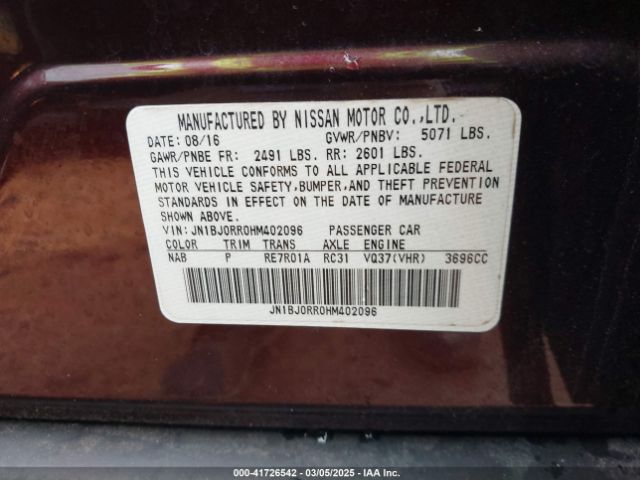 MANUFACTURED BY NISSAN MOTOR CO.,LTD.
DATE: 08/16 GVWR/PNBV: 5071 LBS.
GAWR/PNBE FR: 2491 LBS. RR: 2601 LBS.
THIS VEHICLE CONFORMS TO ALL APPLICABLE FEDERAL
MOTOR VEHICLE SAFETY,BUMPER,AND THEFT PREVENTION
STANDARDS IN EFFECT ON THE DATE OF MANUFACTURE
SHOWN ABOVE.
VIN: JN1BJ0RR0HM402096 PASSENGER CAR
COLOR TRIM TRANS AXLE ENGINE
NAB P RE7R01A RC31 VQ37(VHR) 3696CC
JN1BJ0RR0HM402096
000-41726542 — 03/05/2025 — IAA Inc.